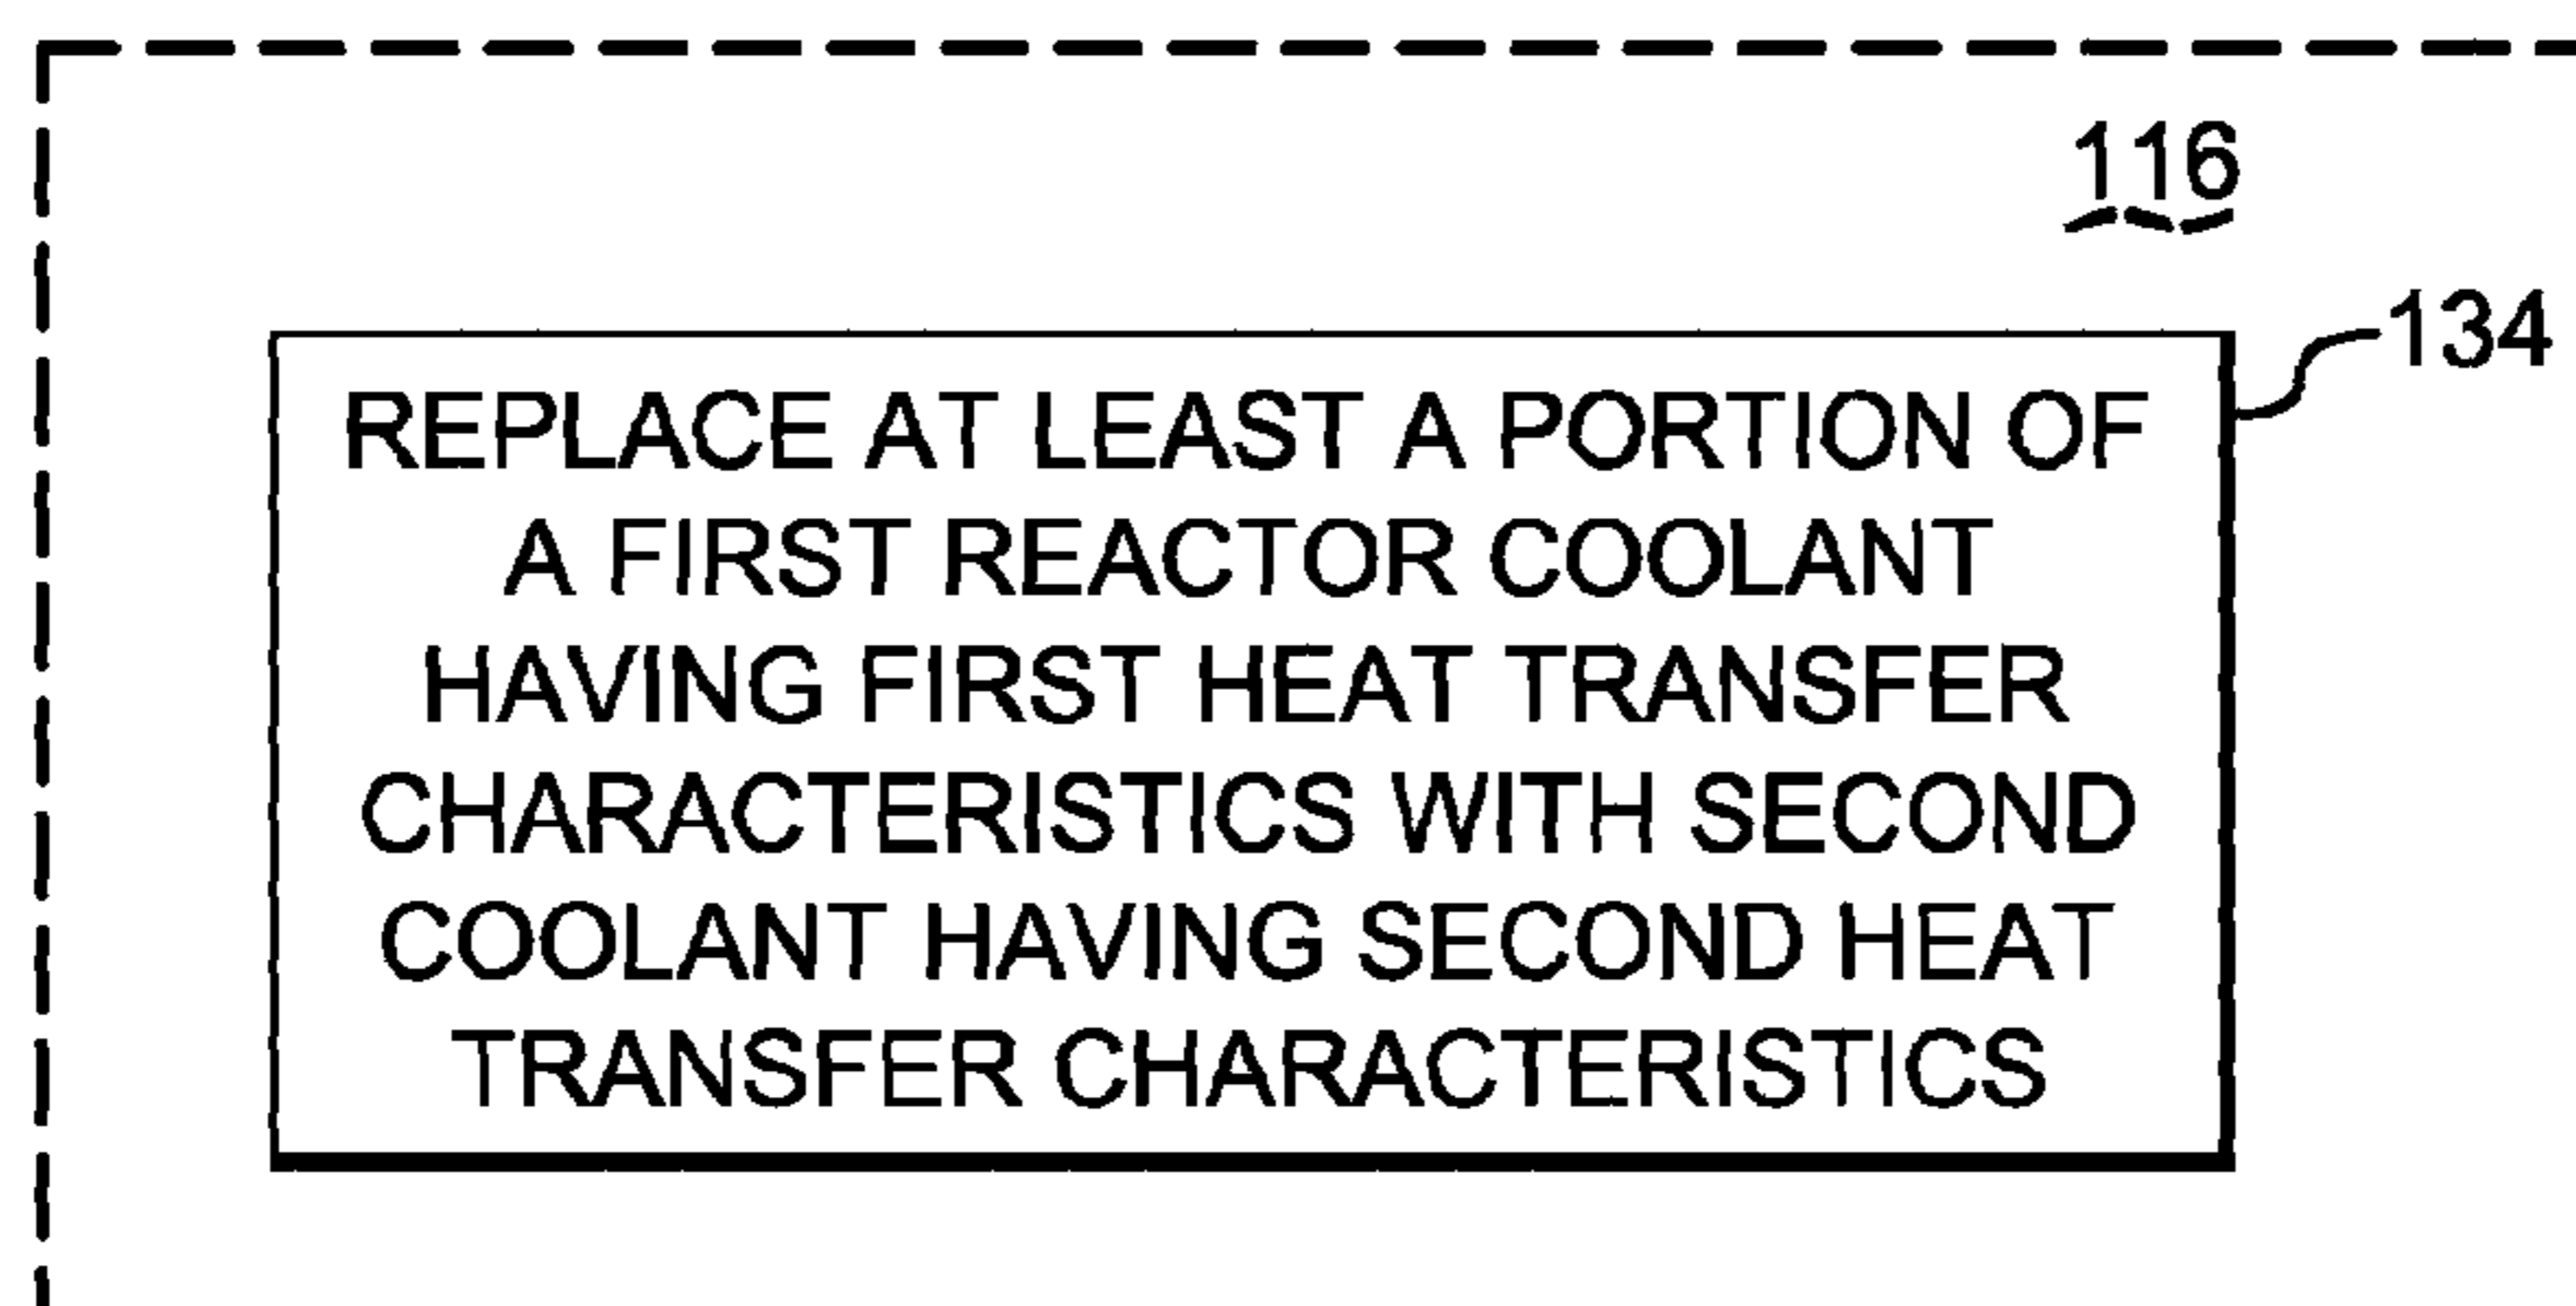 116
134
REPLACE AT LEAST A PORTION OF
A FIRST REACTOR COOLANT
HAVING FIRST HEAT TRANSFER
CHARACTERISTICS WITH SECOND
COOLANT HAVING SECOND HEAT
TRANSFER CHARACTERISTICS